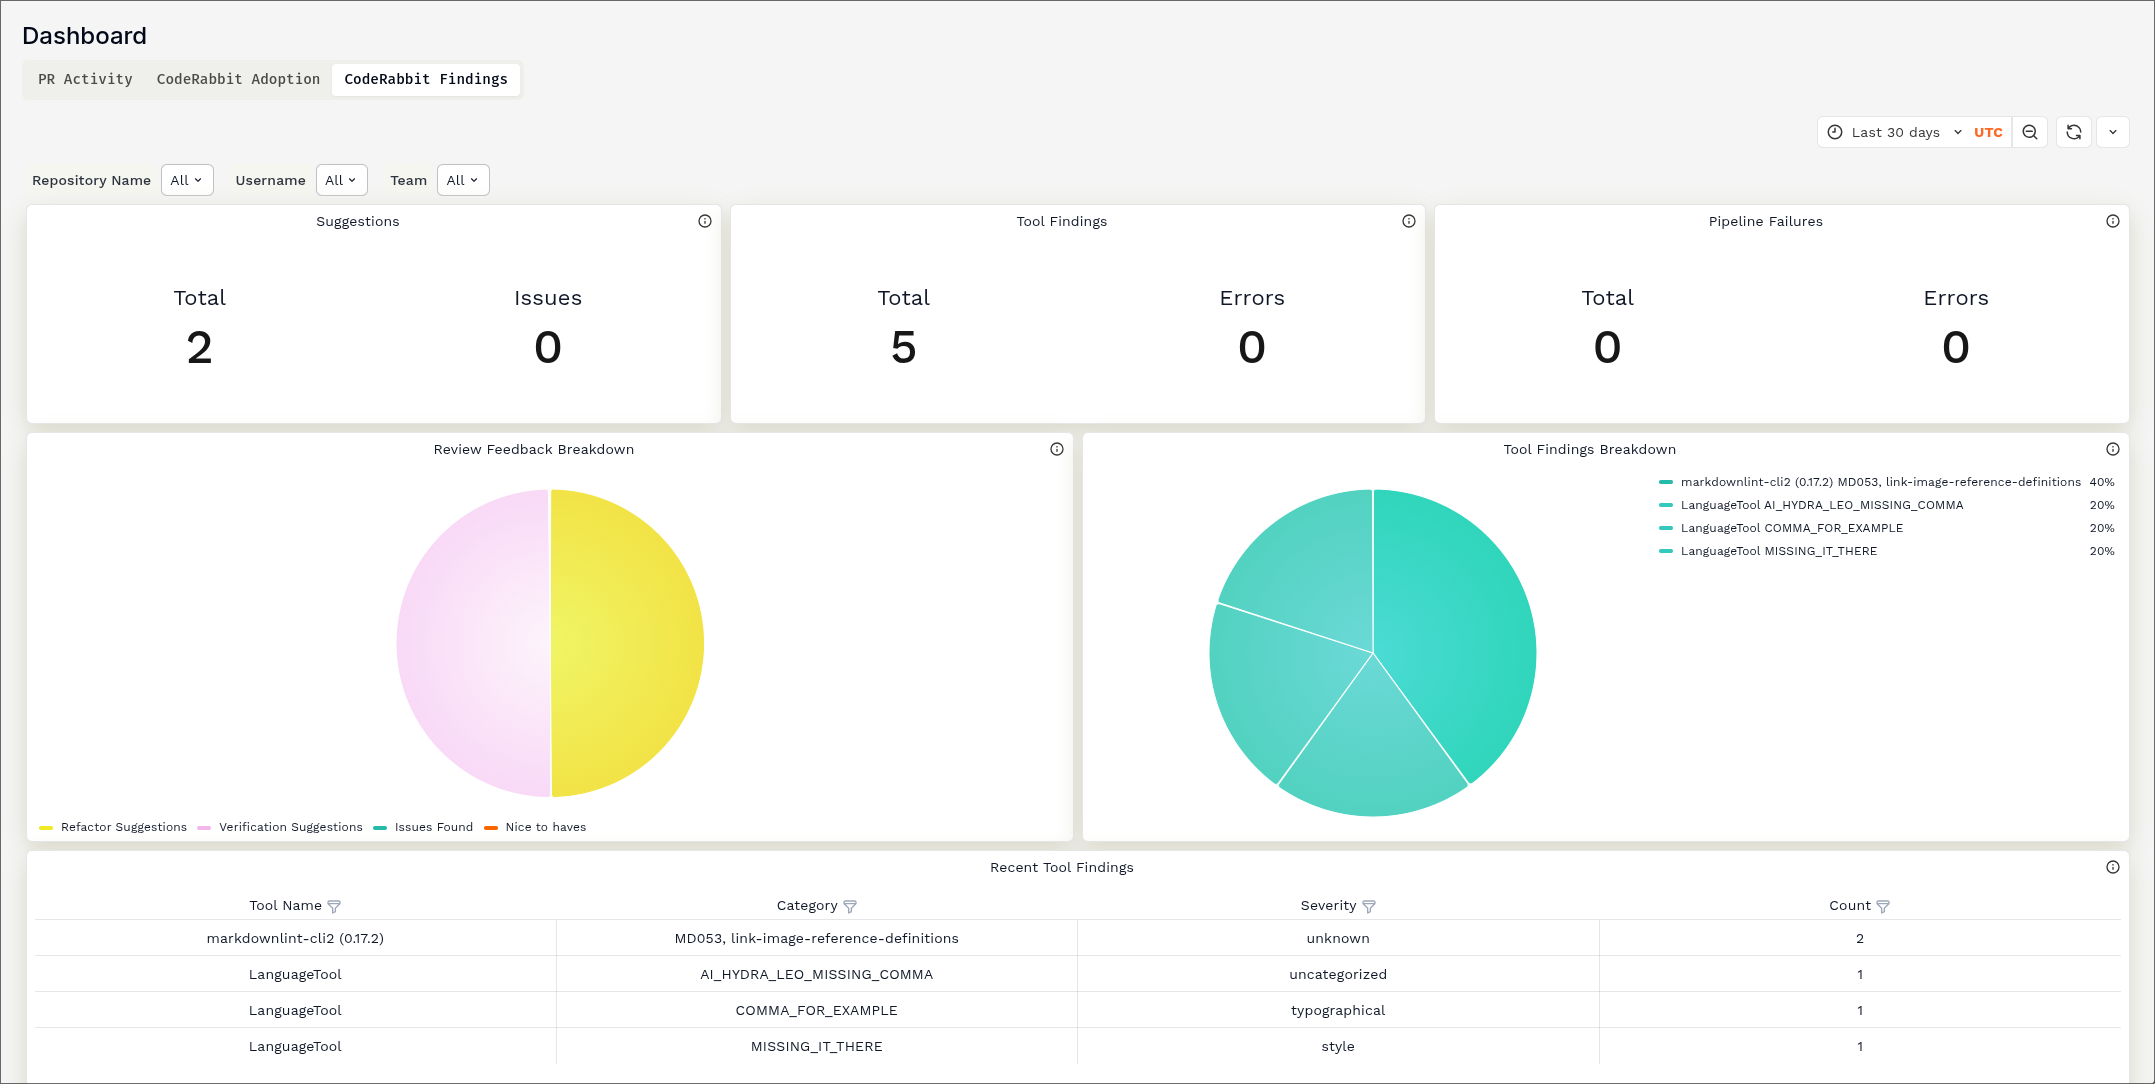 Dashboard
PR Activity CodeRabbit Adoption CodeRabbit Findings
Last 30 days UTC
Repository Name All Username All Team All
Suggestions
Total Issues
2 0
Tool Findings
Total Errors
5 0
Pipeline Failures
Total Errors
0 0
Review Feedback Breakdown
Refactor Suggestions Verification Suggestions Issues Found Nice to haves
Tool Findings Breakdown
markdownlint-cli2 (0.17.2) MD053, link-image-reference-definitions 40%
LanguageTool AI_HYDRA_LEO_MISSING_COMMA 20%
LanguageTool COMMA_FOR_EXAMPLE 20%
LanguageTool MISSING_IT_THERE 20%
Recent Tool Findings
Tool Name Category Severity Count
markdownlint-cli2 (0.17.2) MD053, link-image-reference-definitions unknown 2
LanguageTool AI_HYDRA_LEO_MISSING_COMMA uncategorized 1
LanguageTool COMMA_FOR_EXAMPLE typographical 1
LanguageTool MISSING_IT_THERE style 1